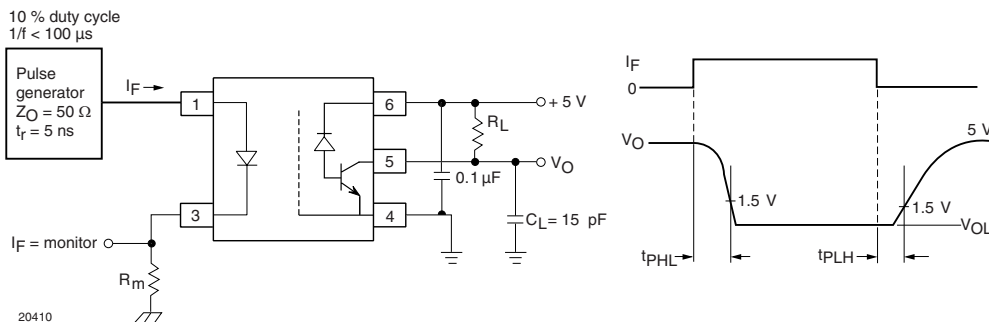 10 % duty cycle
1/f < 100 µs
Pulse
generator
ZO = 50 Ω
tr = 5 ns
IF
1
3
IF = monitor
Rm
6
5
4
RL
+ 5 V
VO
0.1 µF
CL = 15 pF
20410
IF
0
VO
5 V
1.5 V
1.5 V
VOL
tPHL
tPLH